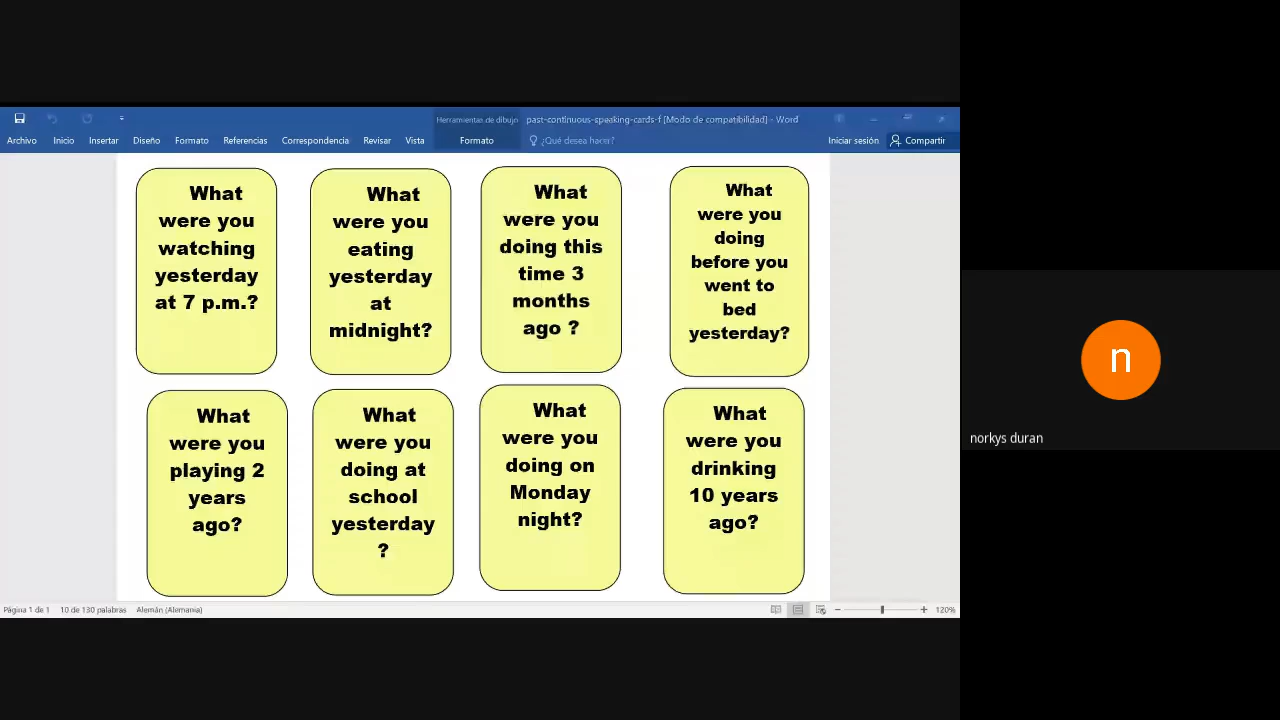 Herramientas de dibujo
past-continuous-speaking-cards-f [Modo de compatibilidad] - Word
Archivo Inicio Insertar Diseño Formato Referencias Correspondencia Revisar Vista Formato ¿Qué desea hacer? Iniciar sesión Compartir
What
were you
watching
yesterday
at 7 p.m.?
What
were you
eating
yesterday
at
midnight?
What
were you
doing this
time 3
months
ago ?
What
were you
doing
before you
went to
bed
yesterday?
What
were you
playing 2
years
ago?
What
were you
doing at
school
yesterday
?
What
were you
doing on
Monday
night?
What
were you
drinking
10 years
ago?
Página 1 de 1 10 de 130 palabras Alemán (Alemania) 120%
n
norkys duran